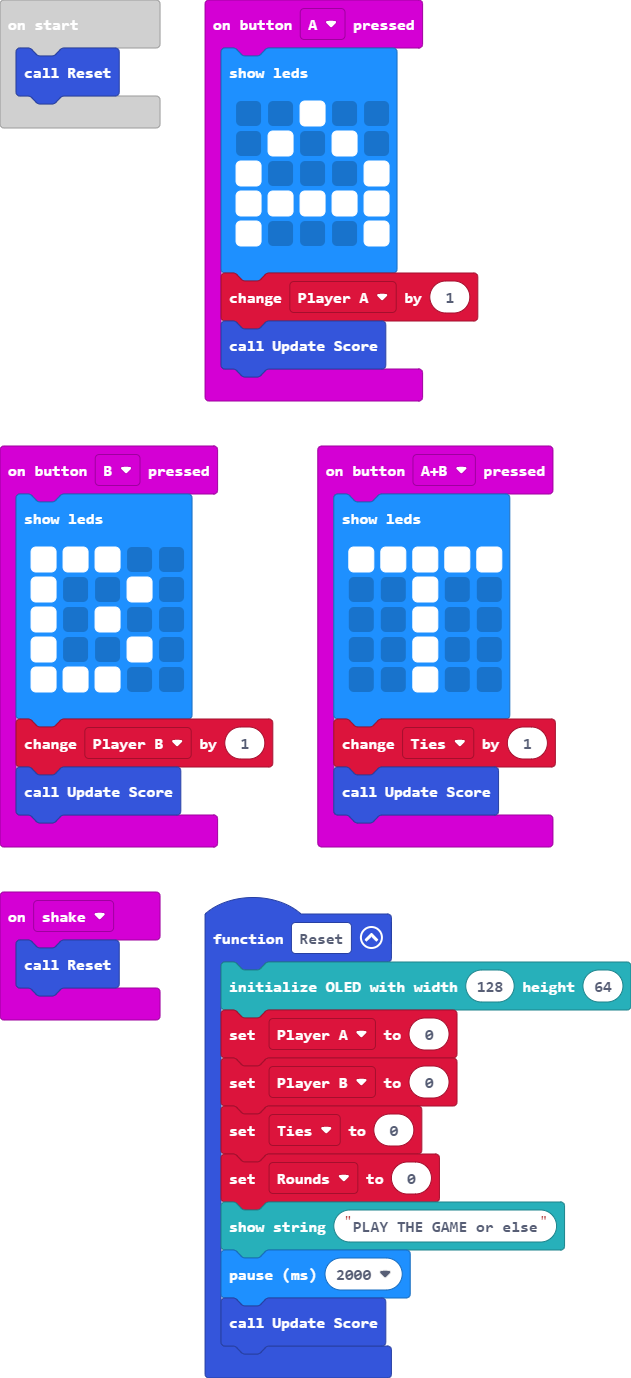 on start
call Reset
on button A pressed
show leds
change Player A by 1
call Update Score
on button B pressed
show leds
change Player B by 1
call Update Score
on button A+B pressed
show leds
change Ties by 1
call Update Score
on shake
call Reset
function Reset
initialize OLED with width 128 height 64
set Player A to 0
set Player B to 0
set Ties to 0
set Rounds to 0
show string "PLAY THE GAME or else"
pause (ms) 2000
call Update Score